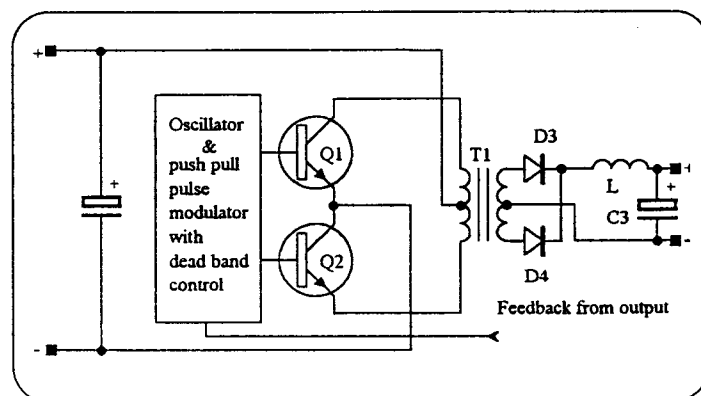 +
Oscillator
&
push pull
pulse
modulator
with
dead band
control
+
Q1
Q2
T1
D3
D4
L
+
+
C3
-
Feedback from output
-